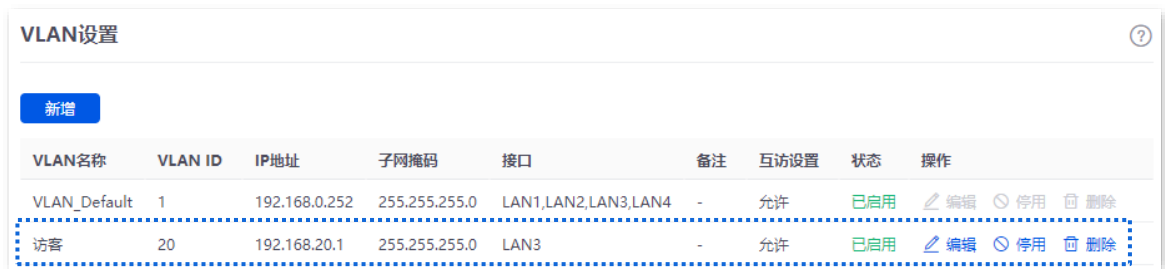 VLAN设置
新增
VLAN名称 VLAN ID IP地址 子网掩码 接口 备注 互访设置 状态 操作
VLAN_Default 1 192.168.0.252 255.255.255.0 LAN1,LAN2,LAN3,LAN4 - 允许 已启用 编辑 停用 删除
访客 20 192.168.20.1 255.255.255.0 LAN3 - 允许 已启用 编辑 停用 删除